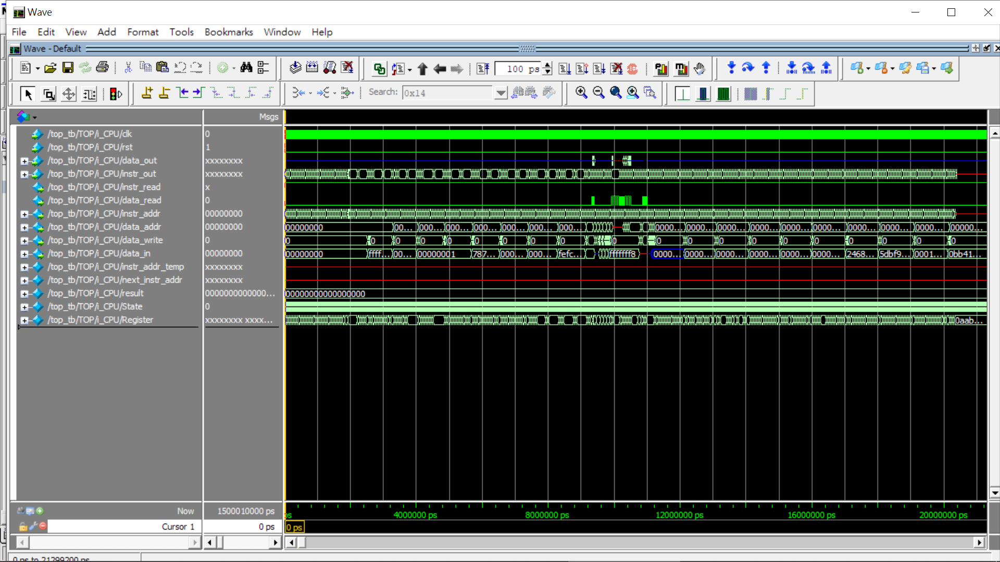 Wave
File Edit View Add Format Tools Bookmarks Window Help
Wave - Default
100 ps
Search: 0x14
Msgs
/top_tb/TOP/i_CPU/clk 0
/top_tb/TOP/i_CPU/rst 1
/top_tb/TOP/i_CPU/data_out xxxxxxxx
/top_tb/TOP/i_CPU/instr_out xxxxxxxx
/top_tb/TOP/i_CPU/instr_read x
/top_tb/TOP/i_CPU/data_read 0
/top_tb/TOP/i_CPU/instr_addr 00000000
/top_tb/TOP/i_CPU/data_addr 00000000 00000000 00... 000... 000... 000... 000... 000... 000... 0000... 0000... 0000... 0000... 0000... 0000... 0000... 0000... 0000... 00000...
/top_tb/TOP/i_CPU/data_write 0 0 0 0 0 0 0 0 0 0 0 0 0 0 0 0 0 0 0 0
/top_tb/TOP/i_CPU/data_in 00000000 00000000 ffff... 00... 00000001 787... 000... 000... fefc... fffffff8 0000... 0000... 0000... 0000... 0000... 0000... 2468... 5dbf9... 0001... 0bb41...
/top_tb/TOP/i_CPU/instr_addr_temp xxxxxxxx
/top_tb/TOP/i_CPU/next_instr_addr xxxxxxxx
/top_tb/TOP/i_CPU/result 0000000000000... 0000000000000000
/top_tb/TOP/i_CPU/State 0
/top_tb/TOP/i_CPU/Register xxxxxxxx xxxx... 0aab...
Now 1500010000 ps ps 4000000 ps 8000000 ps 12000000 ps 16000000 ps 20000000 ps
Cursor 1 0 ps 0 ps
0 ps to 21299200 ps